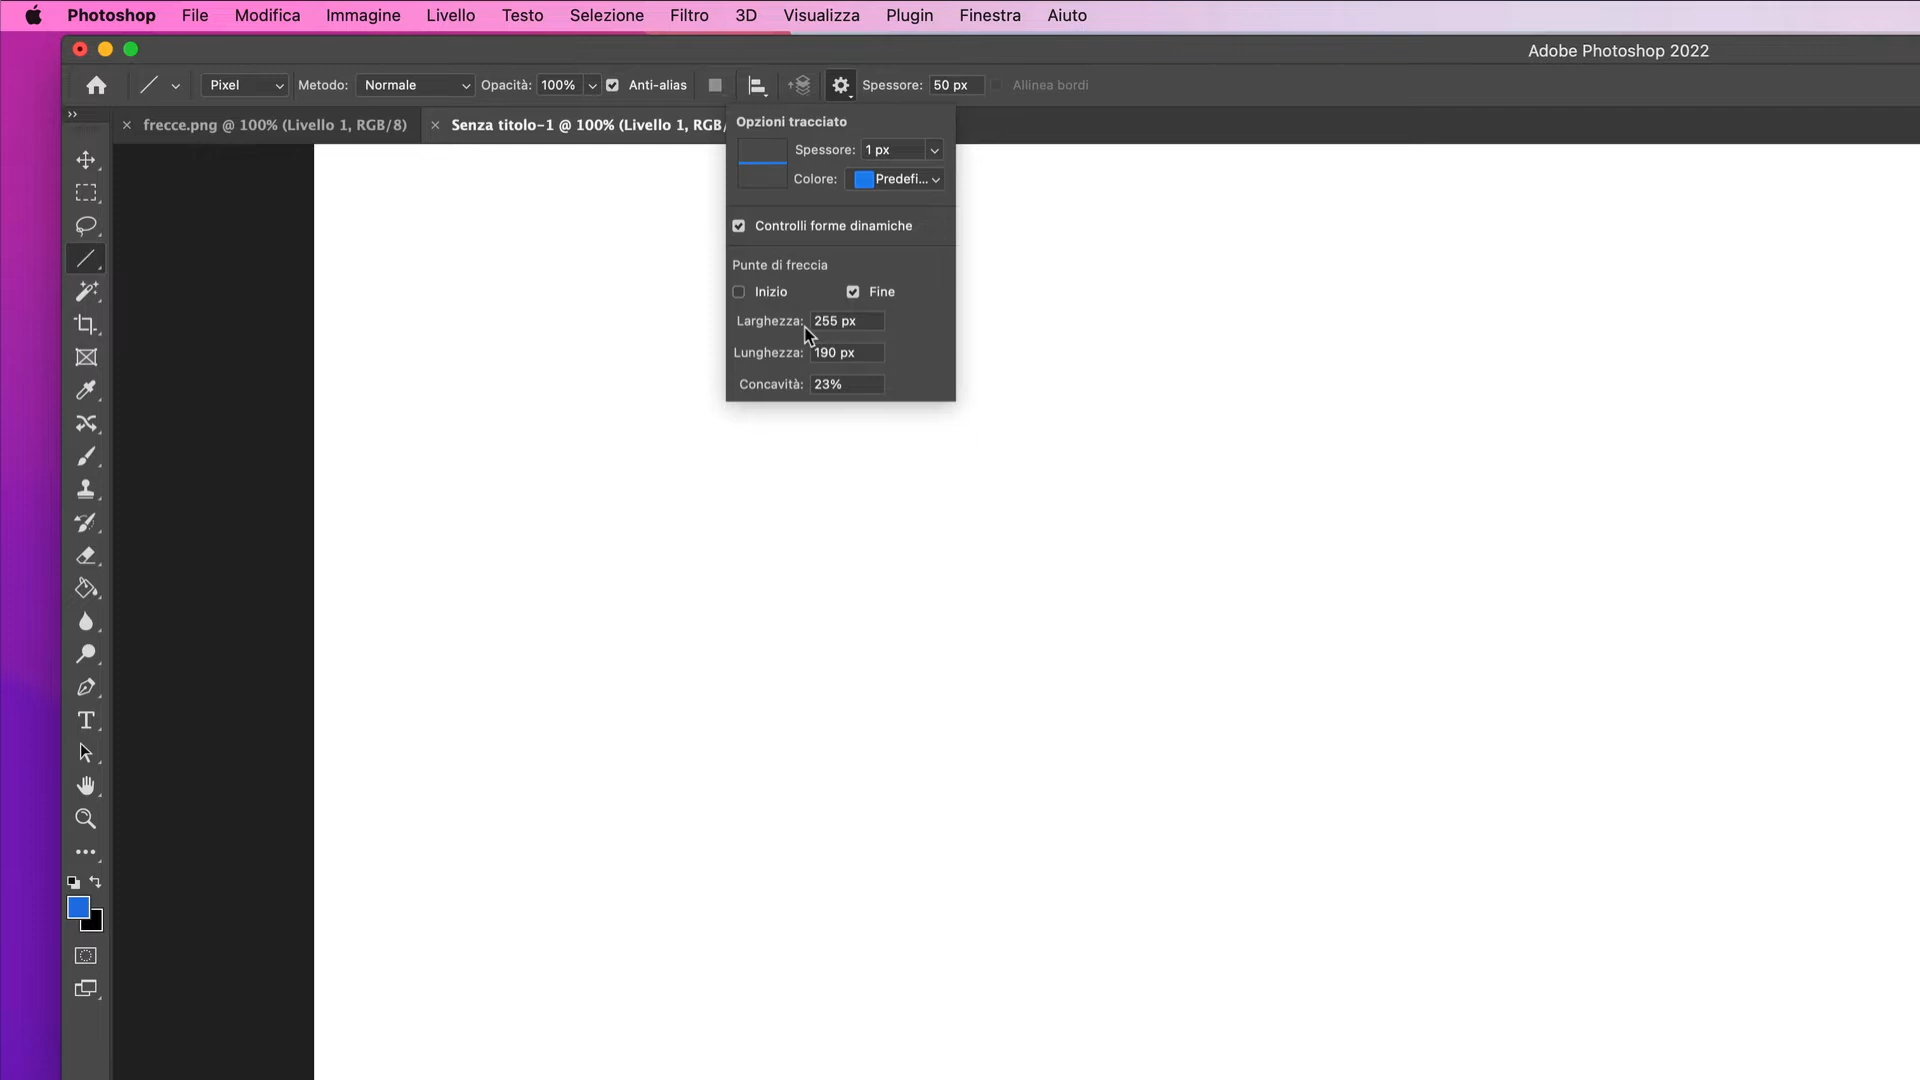 Photoshop File Modifica Immagine Livello Testo Selezione Filtro 3D Visualizza Plugin Finestra Aiuto
Adobe Photoshop 2022
Pixel Metodo: Normale Opacità: 100% Anti-alias Spessore: 50 px Allinea bordi
frecce.png @ 100% (Livello 1, RGB/8) Senza titolo-1 @ 100% (Livello 1, RGB/
Opzioni tracciato
Spessore: 1 px
Colore: Predefi...
Controlli forme dinamiche
Punte di freccia
Inizio Fine
Larghezza: 255 px
Lunghezza: 190 px
Concavità: 23%